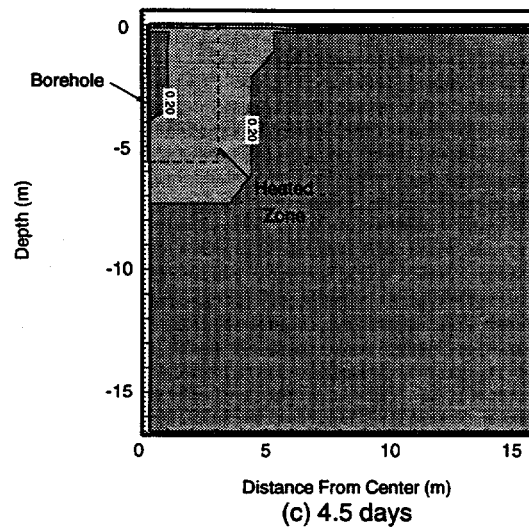 0
Borehole
0.20
0.20
-5
Heated
Zone
Depth (m)
-10
-15
0
5
10
15
Distance From Center (m)
(c) 4.5 days